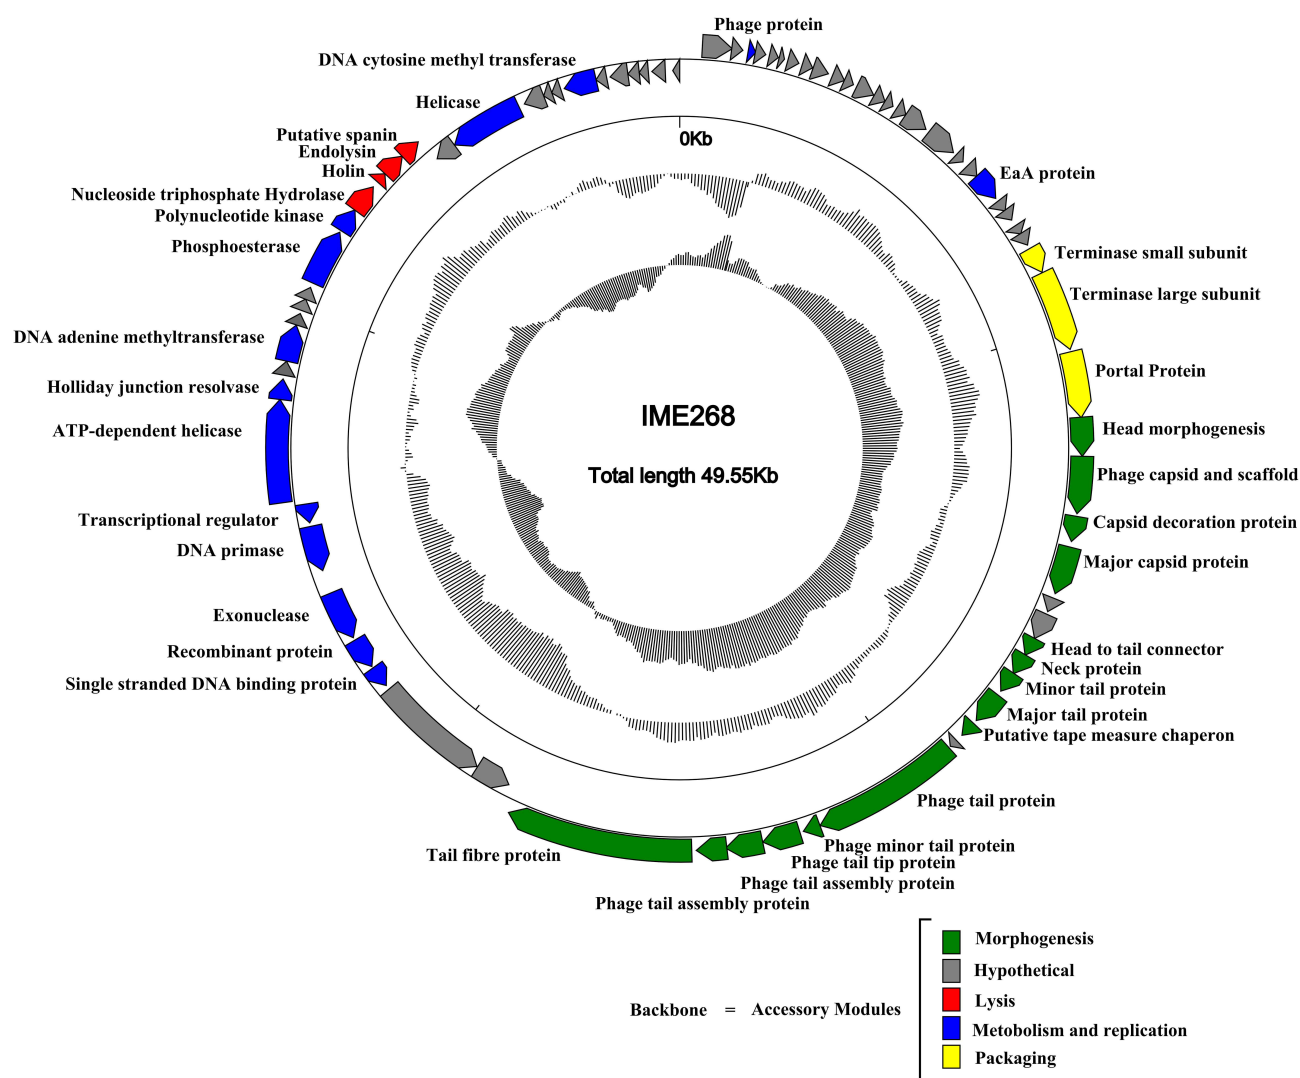 Phage protein
DNA cytosine methyl transferase
Helicase
Putative spanin
Endolysin
Holin
Nucleoside triphosphate Hydrolase
Polynucleotide kinase
Phosphoesterase
DNA adenine methyltransferase
Holliday junction resolvase
ATP-dependent helicase
Transcriptional regulator
DNA primase
Exonuclease
Recombinant protein
Single stranded DNA binding protein
0Kb
IME268
Total length 49.55Kb
EaA protein
Terminase small subunit
Terminase large subunit
Portal Protein
Head morphogenesis
Phage capsid and scaffold
Capsid decoration protein
Major capsid protein
Head to tail connector
Neck protein
Minor tail protein
Major tail protein
Putative tape measure chaperon
Phage tail protein
Phage minor tail protein
Phage tail tip protein
Phage tail assembly protein
Phage tail assembly protein
Tail fibre protein
Backbone = Accessory Modules
Morphogenesis
Hypothetical
Lysis
Metobolism and replication
Packaging